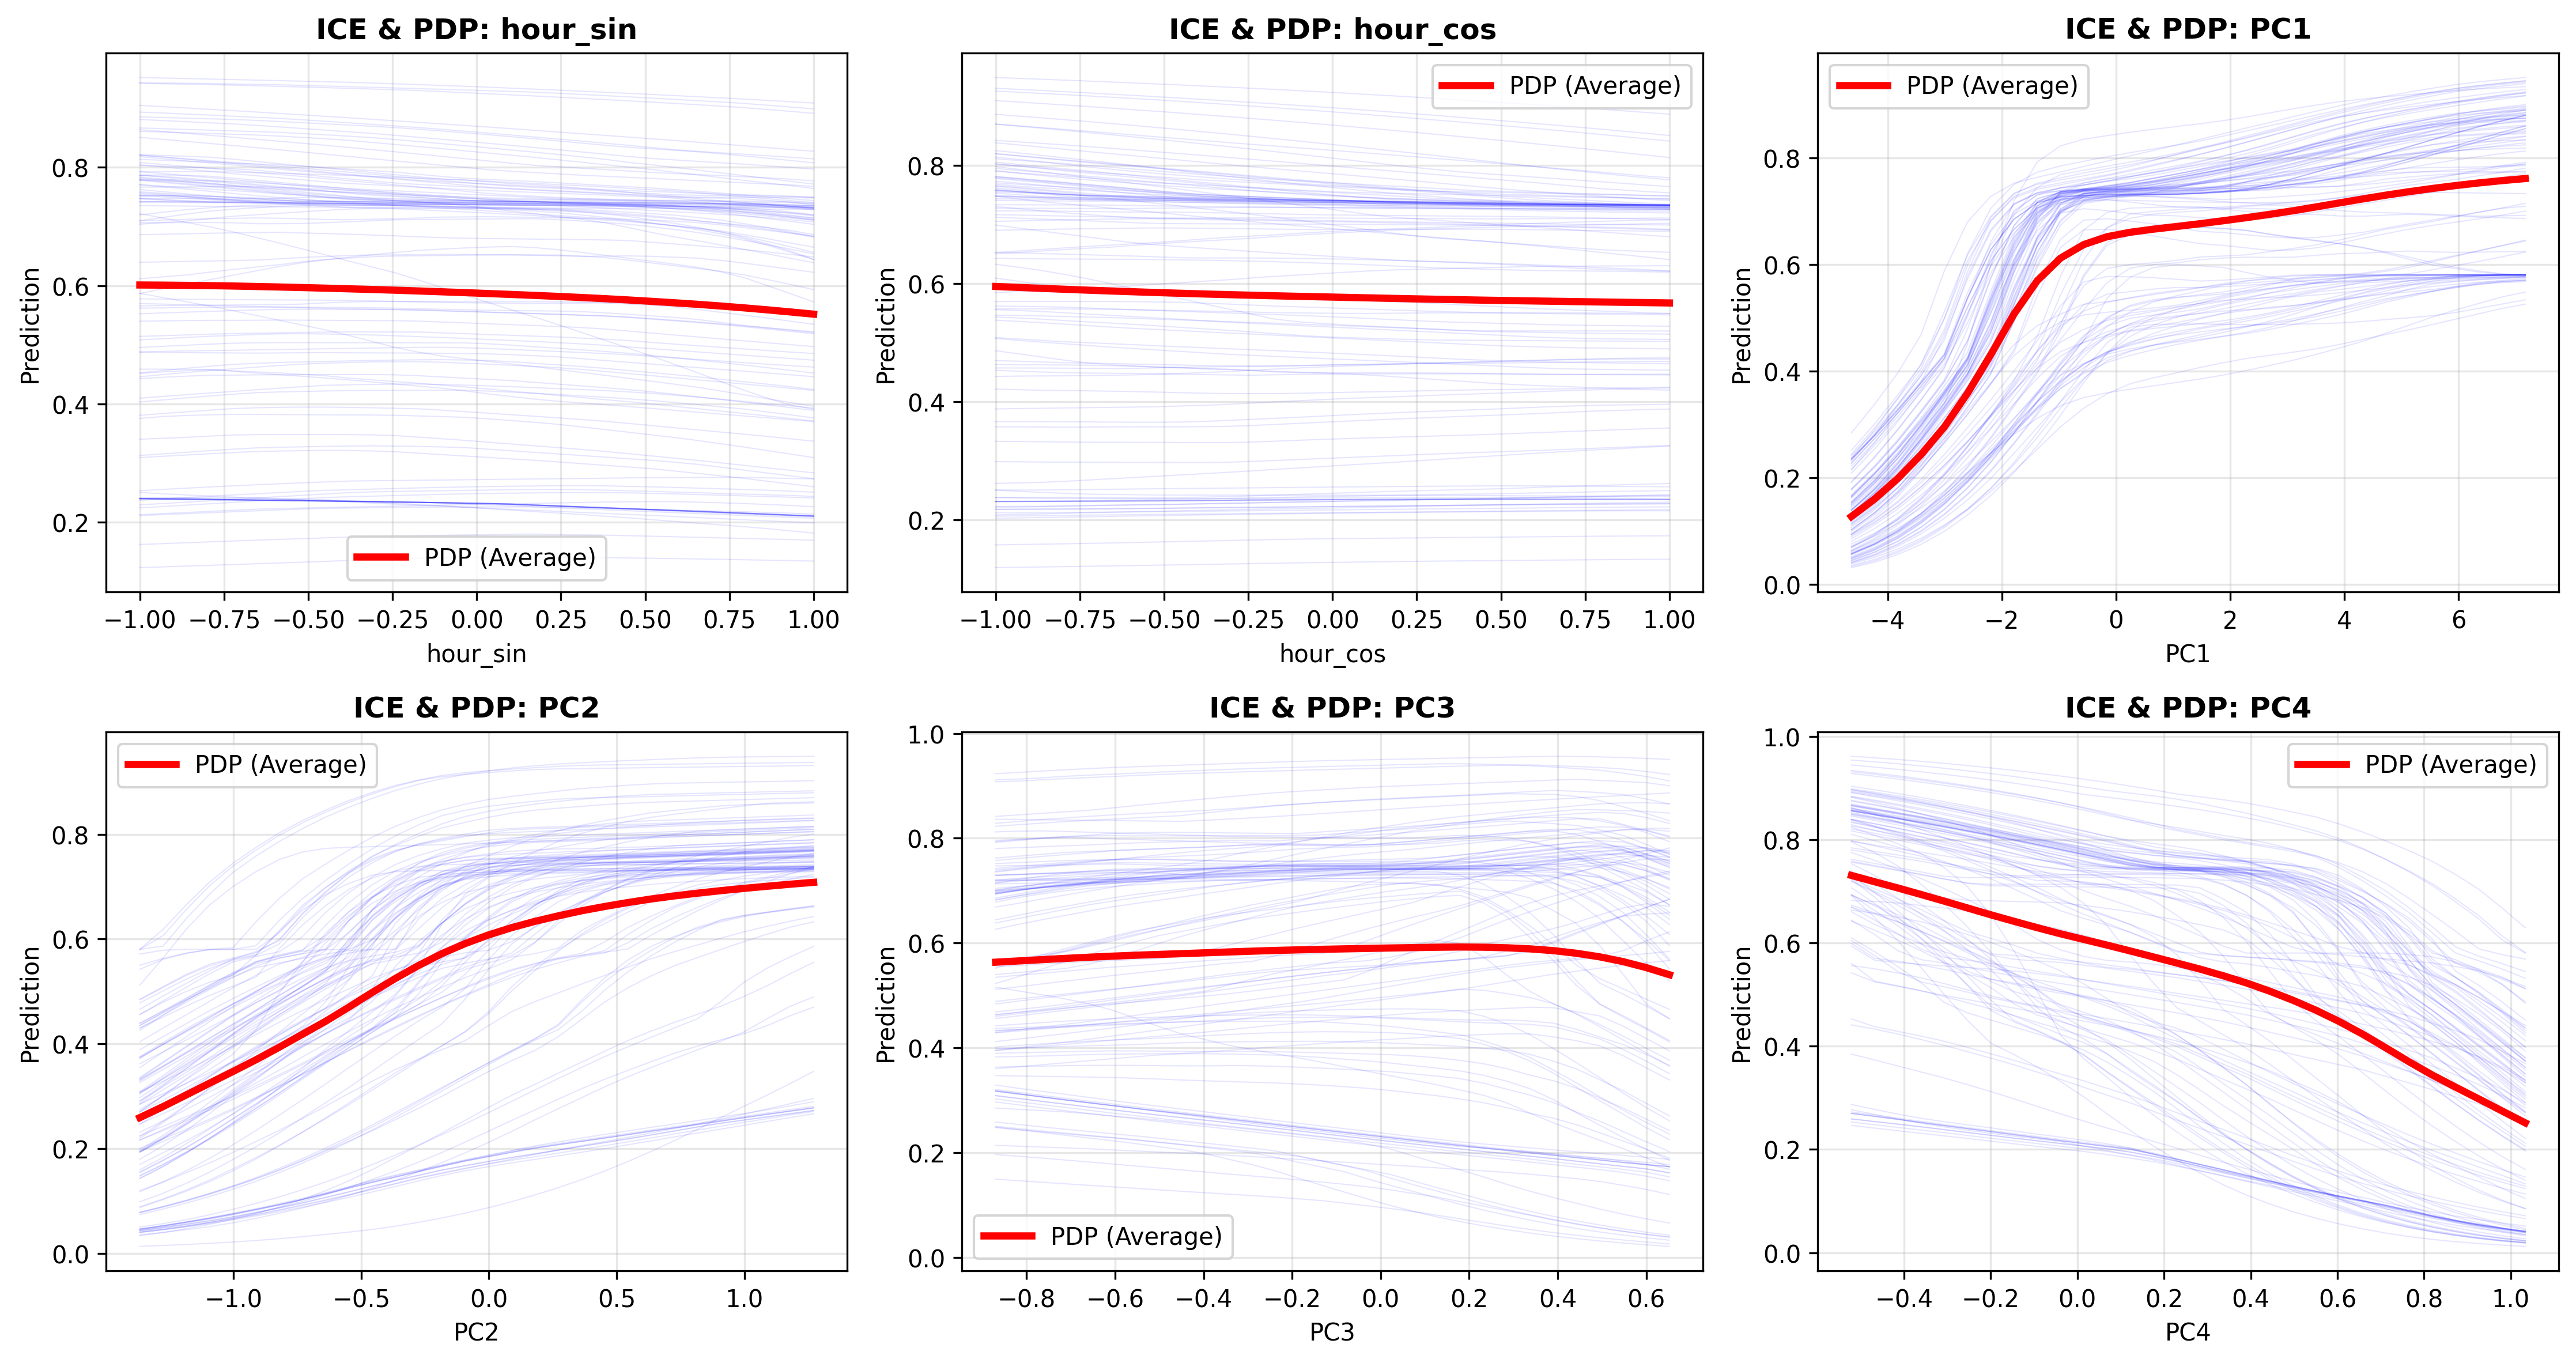 ICE & PDP: hour_sin
Prediction
0.8
0.6
0.4
0.2
PDP (Average)
−1.00 −0.75 −0.50 −0.25 0.00 0.25 0.50 0.75 1.00
hour_sin
ICE & PDP: hour_cos
Prediction
0.8
0.6
0.4
0.2
PDP (Average)
−1.00 −0.75 −0.50 −0.25 0.00 0.25 0.50 0.75 1.00
hour_cos
ICE & PDP: PC1
Prediction
0.8
0.6
0.4
0.2
0.0
PDP (Average)
−4 −2 0 2 4 6
PC1
ICE & PDP: PC2
Prediction
0.8
0.6
0.4
0.2
0.0
PDP (Average)
−1.0 −0.5 0.0 0.5 1.0
PC2
ICE & PDP: PC3
Prediction
1.0
0.8
0.6
0.4
0.2
0.0
PDP (Average)
−0.8 −0.6 −0.4 −0.2 0.0 0.2 0.4 0.6
PC3
ICE & PDP: PC4
Prediction
1.0
0.8
0.6
0.4
0.2
0.0
PDP (Average)
−0.4 −0.2 0.0 0.2 0.4 0.6 0.8 1.0
PC4